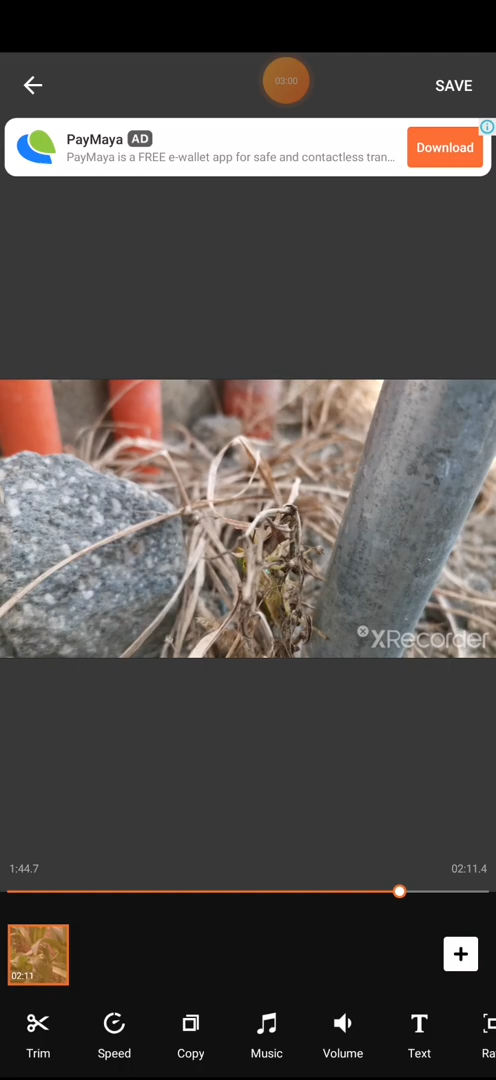 03:00
SAVE
PayMaya AD
PayMaya is a FREE e-wallet app for safe and contactless tran...
Download
XRecorder
1:44.7
02:11.4
02:11
Trim
Speed
Copy
Music
Volume
Text
Ra